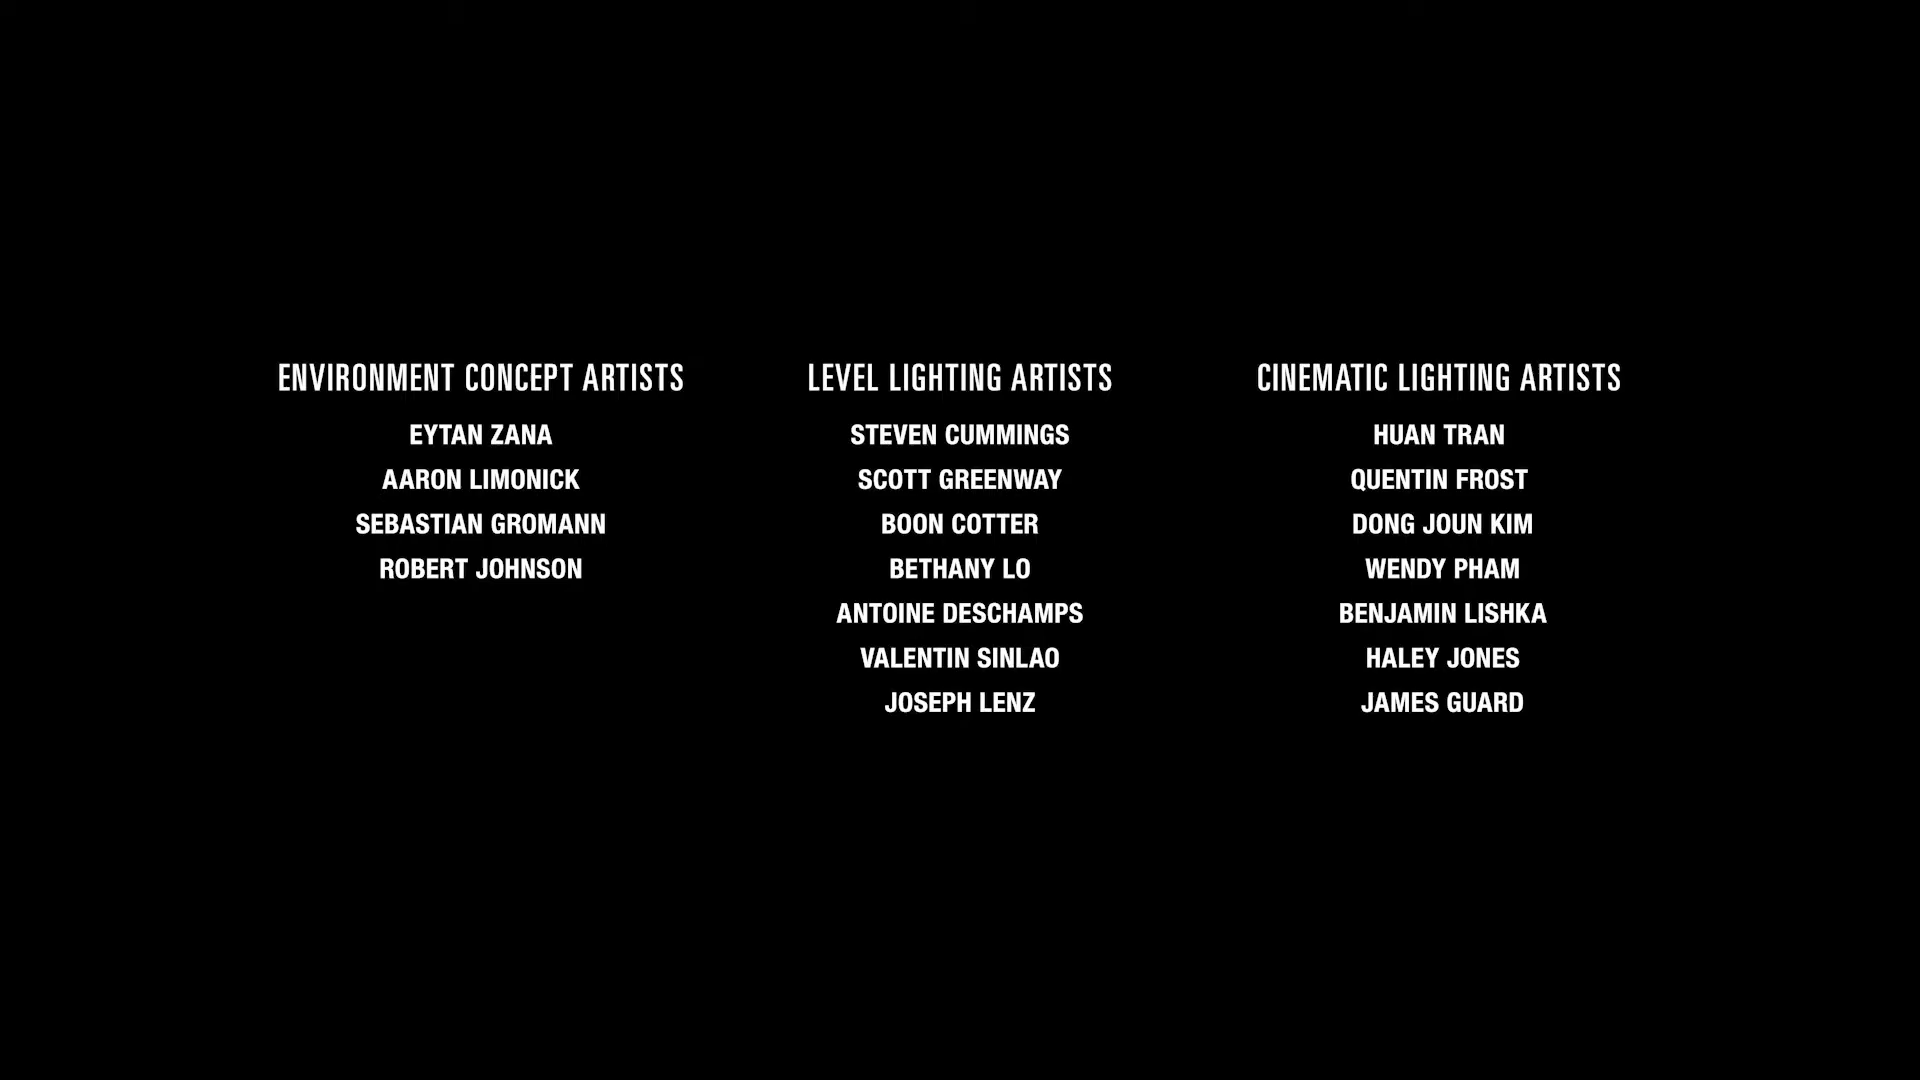 ENVIRONMENT CONCEPT ARTISTS
EYTAN ZANA
AARON LIMONICK
SEBASTIAN GROMANN
ROBERT JOHNSON
LEVEL LIGHTING ARTISTS
STEVEN CUMMINGS
SCOTT GREENWAY
BOON COTTER
BETHANY LO
ANTOINE DESCHAMPS
VALENTIN SINLAO
JOSEPH LENZ
CINEMATIC LIGHTING ARTISTS
HUAN TRAN
QUENTIN FROST
DONG JOUN KIM
WENDY PHAM
BENJAMIN LISHKA
HALEY JONES
JAMES GUARD